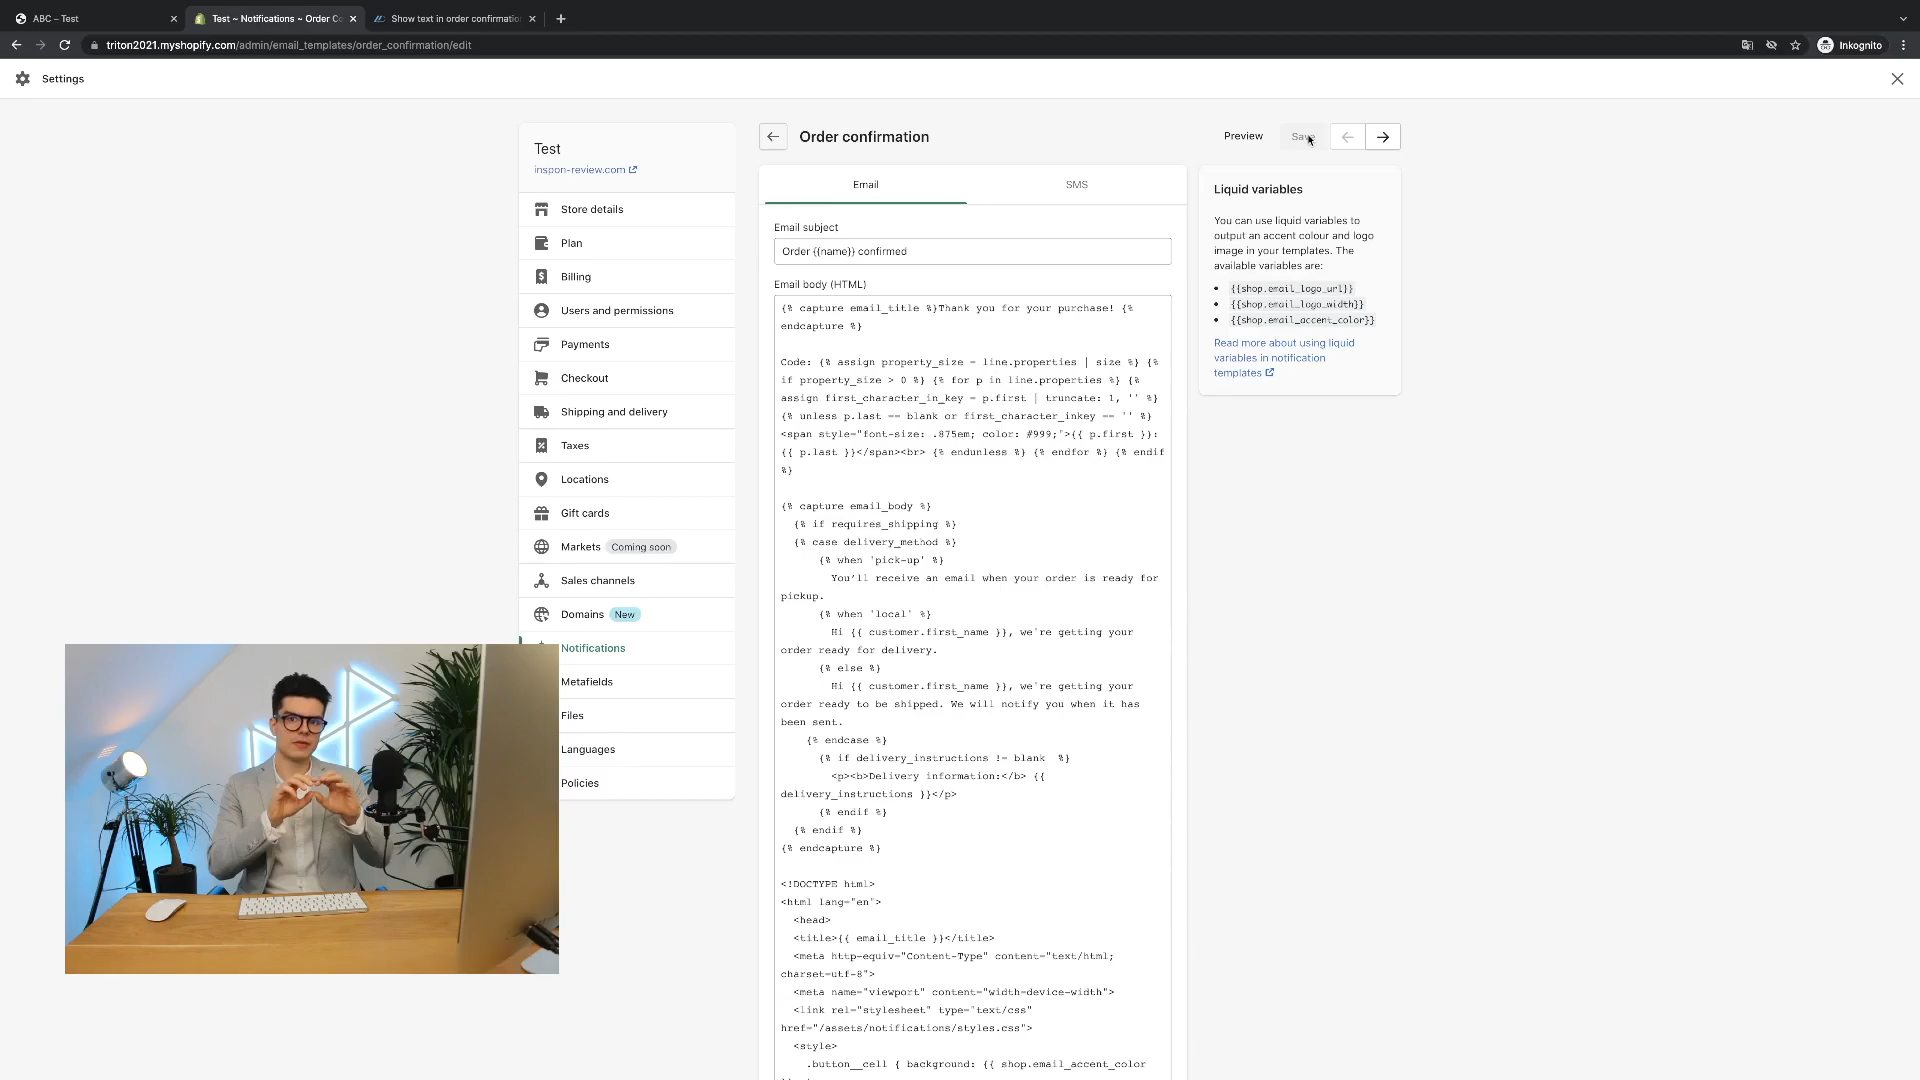 ABC – Test
Test ~ Notifications ~ Order Co
Show text in order confirmation
triton2021.myshopify.com/admin/email_templates/order_confirmation/edit
Inkognito
Settings
Test
inspon-review.com
Store details
Plan
Billing
Users and permissions
Payments
Checkout
Shipping and delivery
Taxes
Locations
Gift cards
Markets Coming soon
Sales channels
Domains New
Notifications
Metafields
Files
Languages
Policies
Order confirmation
Preview
Save
Email
SMS
Email subject
Order {{name}} confirmed
Email body (HTML)
{% capture email_title %}Thank you for your purchase! {%
endcapture %}
Code: {% assign property_size = line.properties | size %} {%
if property_size > 0 %} {% for p in line.properties %} {%
assign first_character_in_key = p.first | truncate: 1, '' %}
{% unless p.last == blank or first_character_inkey == '' %}
<span style="font-size: .875em; color: #999;">{{ p.first }}:
{{ p.last }}</span><br> {% endunless %} {% endfor %} {% endif
%}
{% capture email_body %}
{% if requires_shipping %}
{% case delivery_method %}
{% when 'pick-up' %}
You’ll receive an email when your order is ready for
pickup.
{% when 'local' %}
Hi {{ customer.first_name }}, we're getting your
order ready for delivery.
{% else %}
Hi {{ customer.first_name }}, we're getting your
order ready to be shipped. We will notify you when it has
been sent.
{% endcase %}
{% if delivery_instructions != blank  %}
<p><b>Delivery information:</b> {{
delivery_instructions }}</p>
{% endif %}
{% endif %}
{% endcapture %}
<!DOCTYPE html>
<html lang="en">
<head>
<title>{{ email_title }}</title>
<meta http-equiv="Content-Type" content="text/html;
charset=utf-8">
<meta name="viewport" content="width=device-width">
<link rel="stylesheet" type="text/css"
href="/assets/notifications/styles.css">
<style>
.button__cell { background: {{ shop.email_accent_color
Liquid variables
You can use liquid variables to
output an accent colour and logo
image in your templates. The
available variables are:
• {{shop.email_logo_url}}
• {{shop.email_logo_width}}
• {{shop.email_accent_color}}
Read more about using liquid
variables in notification
templates